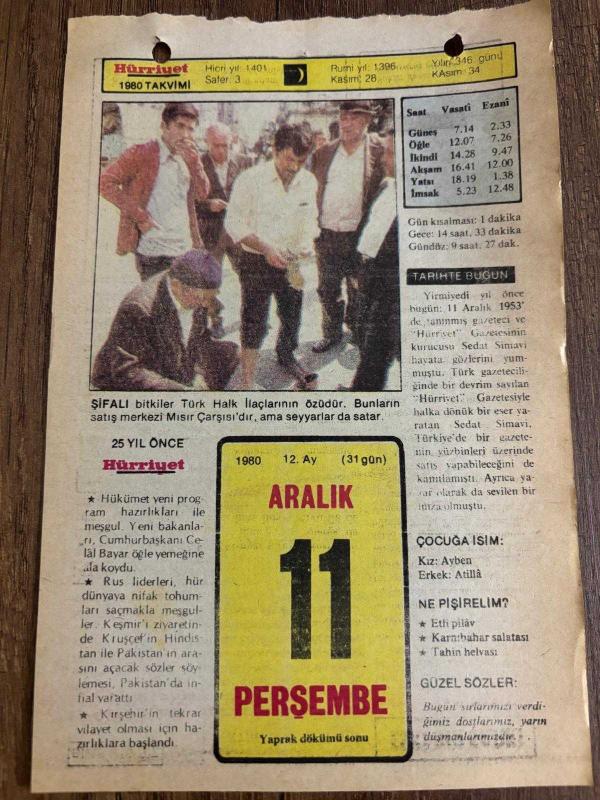 Hürriyet
1980 TAKVİMİ
Hicri yıl: 1401
Safer: 3
Rumi yıl: 1396
Kasım: 28
Yılın 346. günü
KAsım: 34
Saat Vasatî Ezanî
Güneş 7.14 2.33
Öğle 12.07 7.26
İkindi 14.28 9.47
Akşam 16.41 12.00
Yatsı 18.19 1.38
İmsak 5.23 12.48
Gün kısalması: 1 dakika
Gece: 14 saat, 33 dakika
Gündüz: 9 saat, 27 dak.
TARİHTE BUGÜN
Yirmiyedi yıl önce
bugün: 11 Aralık 1953'
de, tanınmış gazeteci ve
"Hürriyet" Gazetesinin
kurucusu Sedat Simavi
hayata gözlerini yum-
muştu. Türk gazetecili-
ğinde bir devrim sayılan
"Hürriyet" Gazetesiyle
halka dönük bir eser ya-
ratan Sedat Simavi,
Türkiye'de bir gazete-
nin yüzbinleri üzerinde
satış yapabileceğini de
kanıtlamıştı. Ayrıca ya-
zar olarak da sevilen bir
imza olmuştu.
ŞİFALI bitkiler Türk Halk İlaçlarının özüdür. Bunların
satış merkezi Mısır Çarşısı'dır, ama seyyarlar da satar.
25 YIL ÖNCE
Hürriyet
★ Hükümet yeni prog-
ram hazırlıkları ile
meşgul. Yeni bakanla-
rı, Cumhurbaşkanı Ce-
lâl Bayar öğle yemeğine
alakoydu.
★ Rus liderleri, hür
dünyaya nifak tohum-
ları saçmakla meşgul-
ler. Keşmir'i ziyaretin-
de Kruşçef'in Hindis-
tan ile Pakistan'ın ara-
sını açacak sözler söy-
lemesi, Pakistan'da in-
fial yarattı
★ Kırşehir'in tekrar
vilayet olması için ha-
zırlıklara başlandı.
1980 12. Ay (31 gün)
ARALIK
11
PERŞEMBE
Yaprak dökümü sonu
ÇOCUĞA İSİM:
Kız: Ayben
Erkek: Atillâ
NE PİŞİRELİM?
★ Etli pilâv
★ Karnıbahar salatası
★ Tahin helvası
GÜZEL SÖZLER:
Bugün sırlarımızı verdi-
ğimiz dostlarımız, yarın
düşmanlarımızdır.